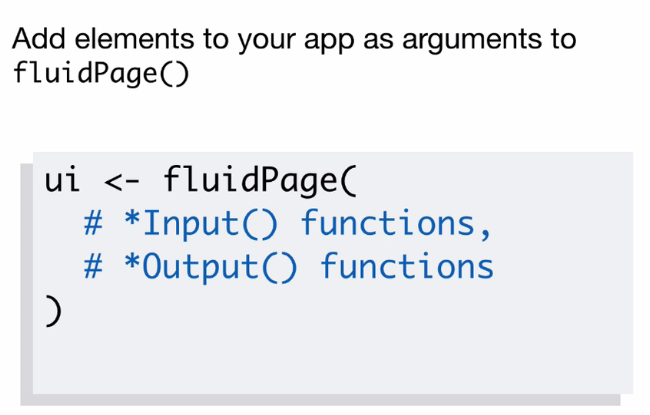 Add elements to your app as arguments to
fluidPage()
ui <- fluidPage(
  # *Input() functions,
  # *Output() functions
)